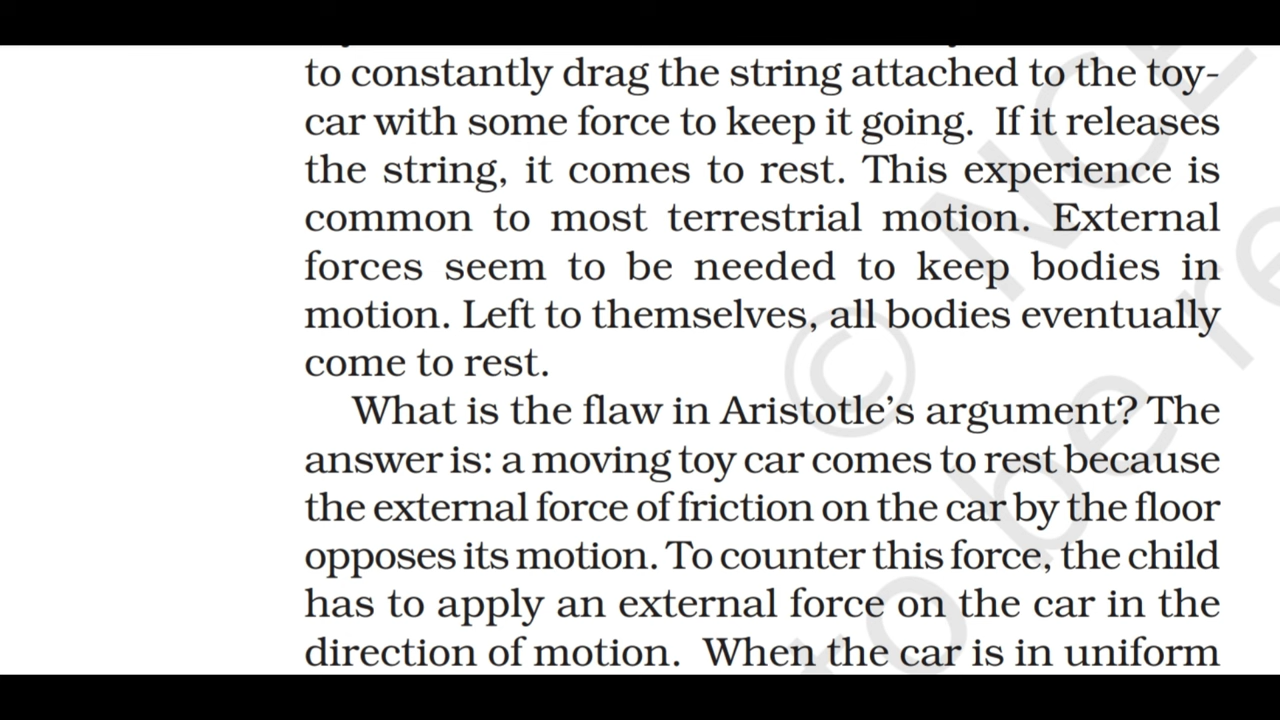 to constantly drag the string attached to the toy-
car with some force to keep it going. If it releases
the string, it comes to rest. This experience is
common to most terrestrial motion. External
forces seem to be needed to keep bodies in
motion. Left to themselves, all bodies eventually
come to rest.
What is the flaw in Aristotle’s argument? The
answer is: a moving toy car comes to rest because
the external force of friction on the car by the floor
opposes its motion. To counter this force, the child
has to apply an external force on the car in the
direction of motion. When the car is in uniform
© NCE
to be re